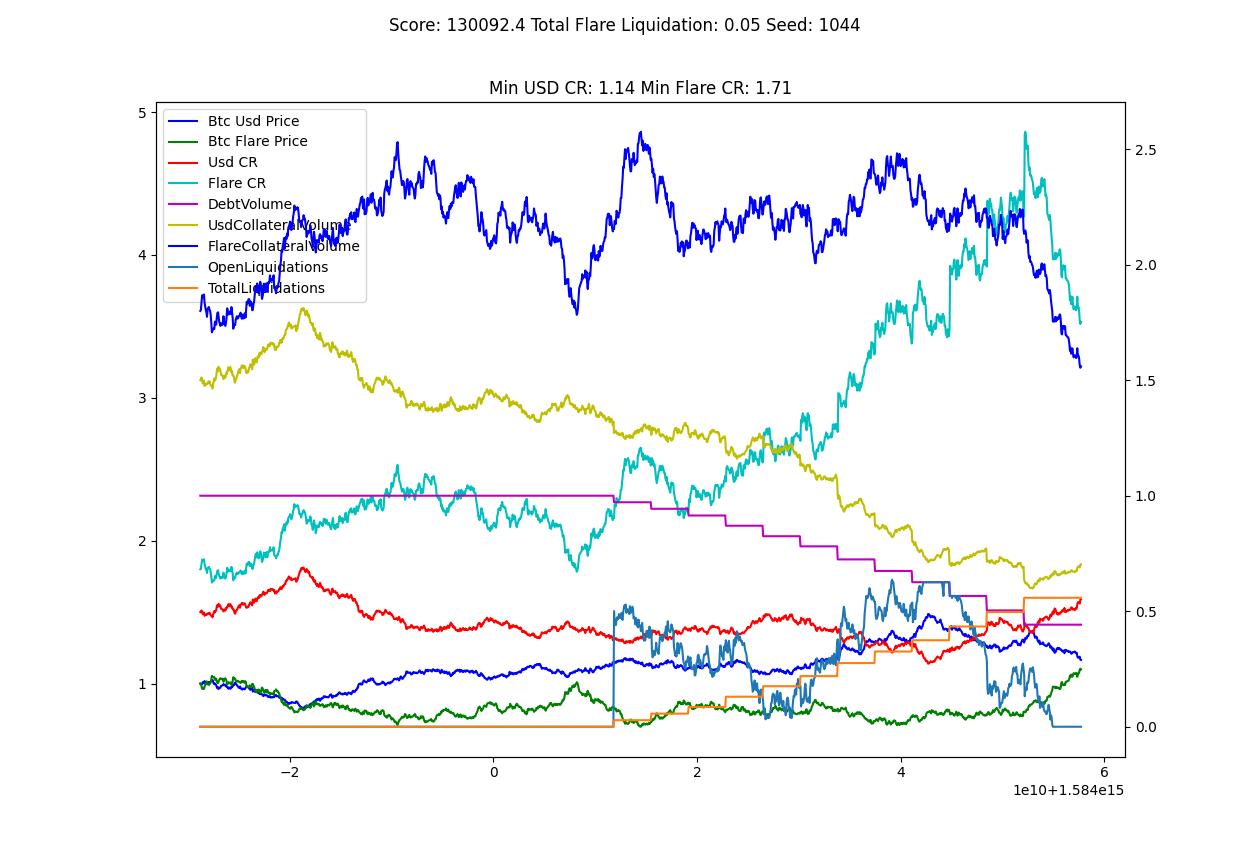 Score: 130092.4 Total Flare Liquidation: 0.05 Seed: 1044
Min USD CR: 1.14 Min Flare CR: 1.71
Btc Usd Price
Btc Flare Price
Usd CR
Flare CR
DebtVolume
UsdCollateralVolume
FlareCollateralVolume
OpenLiquidations
TotalLiquidations
5
4
3
2
1
2.5
2.0
1.5
1.0
0.5
0.0
−2
0
2
4
6
1e10+1.584e15